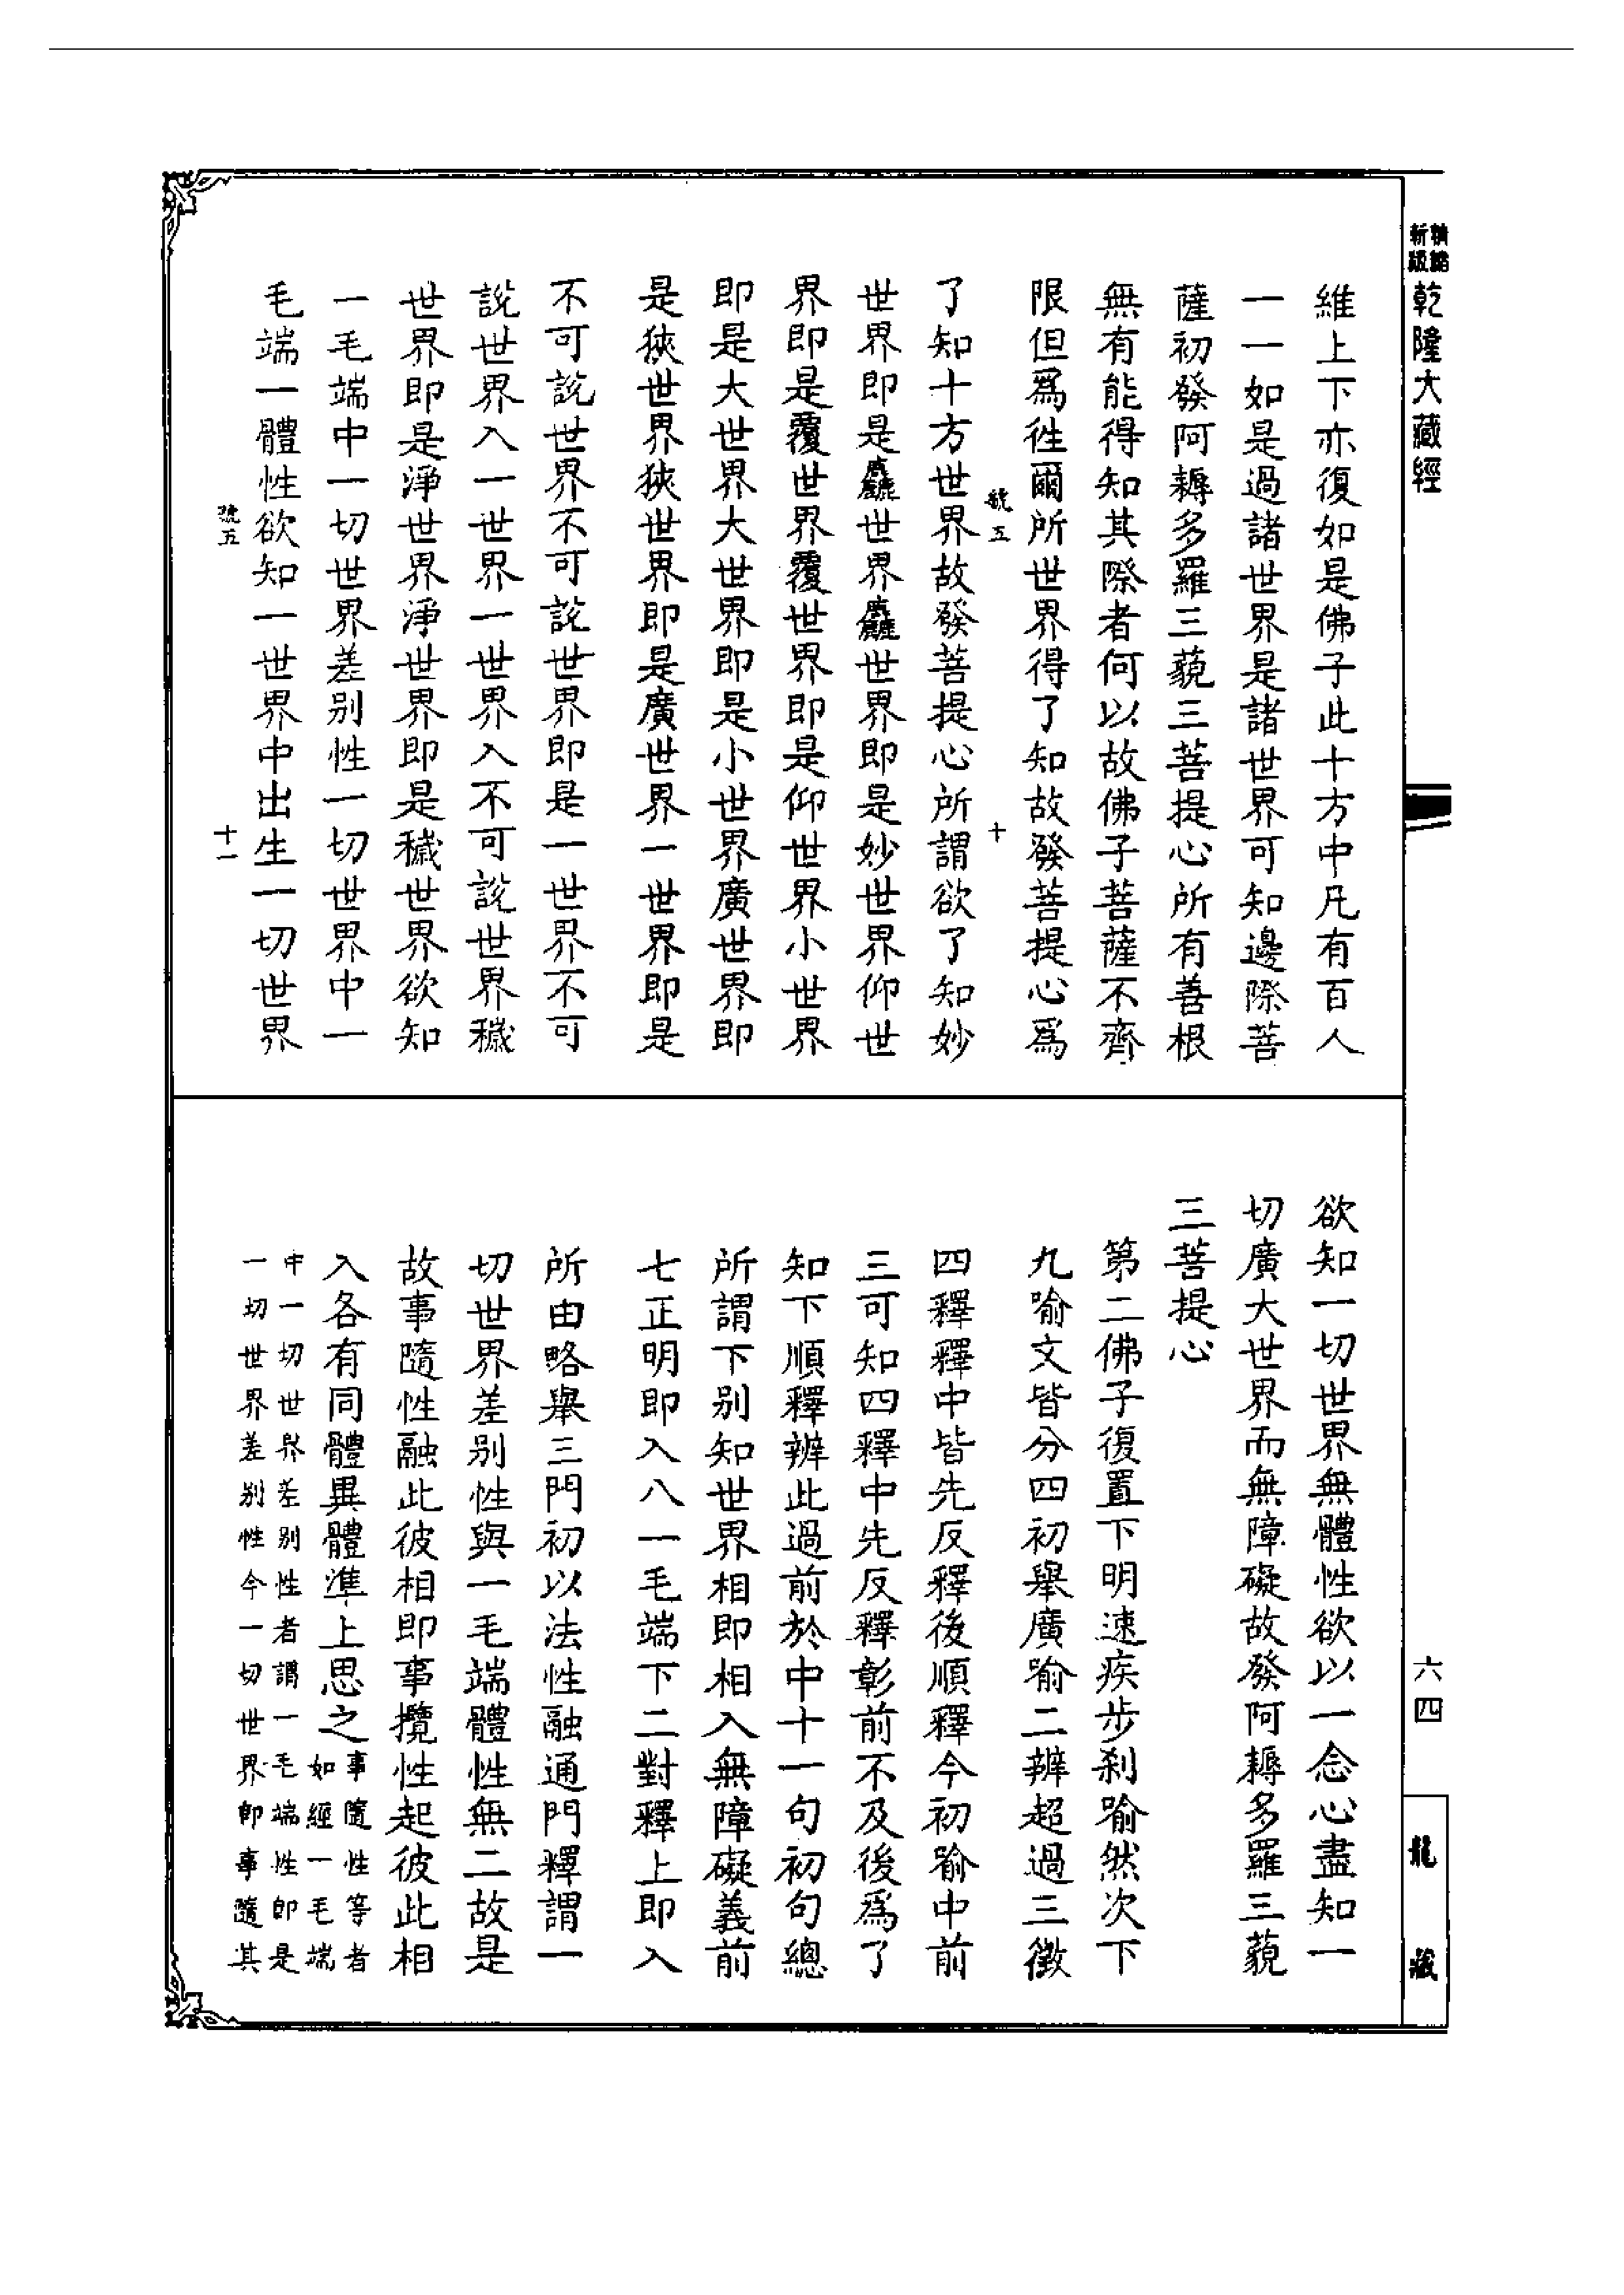 精緻
新版
乾隆大藏經
六四
龍藏
維上下亦復如是佛子此十方中凡有百人
一一如是過諸世界是諸世界可知邊際菩
薩初發阿耨多羅三藐三菩提心所有善根
無有能得知其際者何以故佛子菩薩不齊
限但為徃爾所世界得了知故發菩提心為
號五
十
了知十方世界故發菩提心所謂欲了知妙
世界即是麤世界麤世界即是妙世界仰世
界即是覆世界覆世界即是仰世界小世界
即是大世界大世界即是小世界廣世界即
是狹世界狹世界即是廣世界一世界即是
不可說世界不可說世界即是一世界不可
說世界入一世界一世界入不可說世界穢
世界即是淨世界淨世界即是穢世界欲知
一毛端中一切世界差别性一切世界中一
毛端一體性欲知一世界中出生一切世界
號五
十一
欲知一切世界無體性欲以一念心盡知一
切廣大世界而無障礙故發阿耨多羅三藐
三菩提心
第二佛子復置下明速疾步剎喻然次下
九喻文皆分四初舉廣喻二辨超過三徵
四釋釋中皆先反釋後順釋今初喻中前
三可知四釋中先反釋彰前不及後為了
知下順釋辨此過前於中十一句初句總
所謂下别知世界相即相入無障礙義前
七正明即入八一毛端下二對釋上即入
所由略舉三門初以法性融通門釋謂一
切世界差别性與一毛端體性無二故是
故事隨性融此彼相即事攬性起彼此相
入各有同體異體準上思之
事隨性等者
如經一毛端
中一切世界差别性者謂一毛端性即是
一切世界差别性今一切世界即事隨其